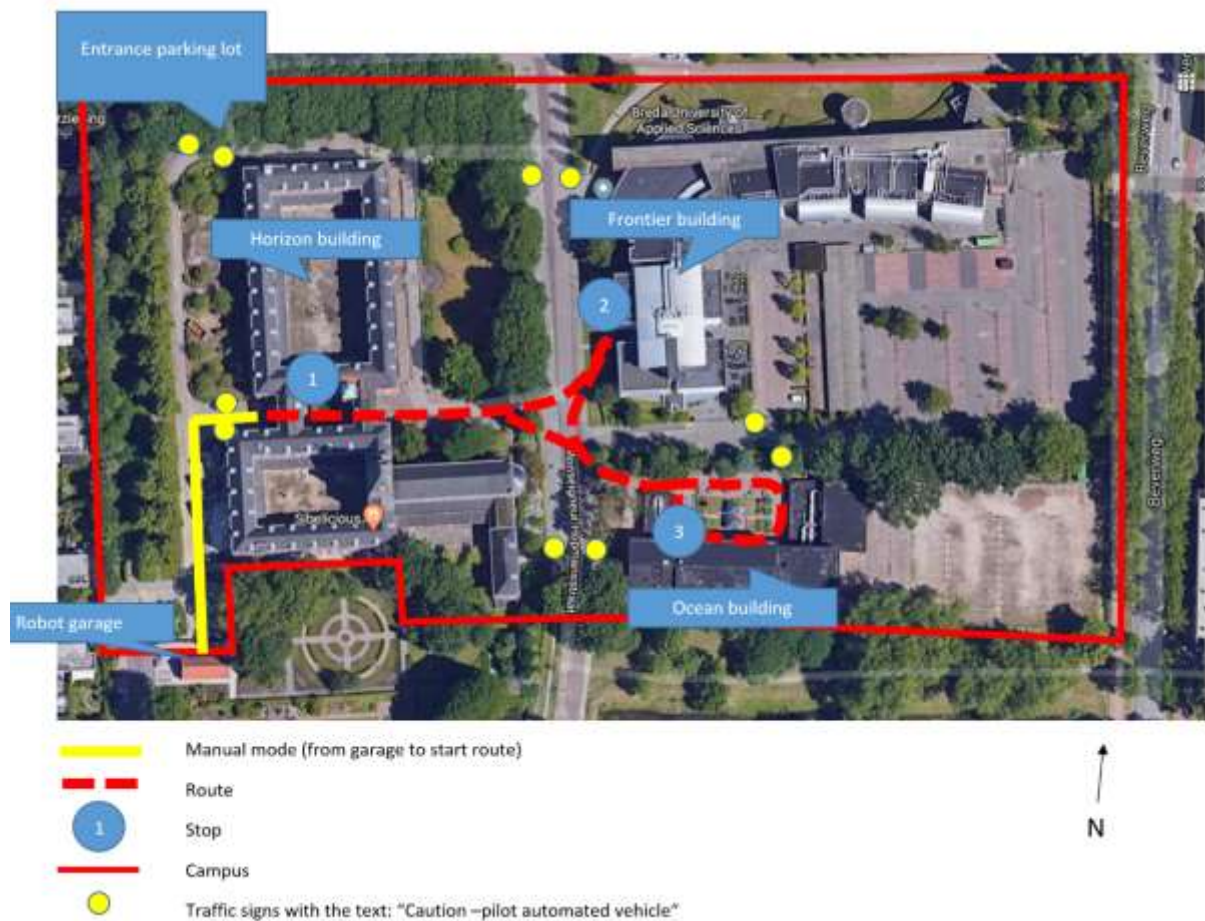 Entrance parking lot
Breda University of
Applied Sciences
Beverweg
Frontier building
Horizon building
2
1
Beverweg
Sibelicious
3
Ocean building
Robot garage
Manual mode (from garage to start route)
Route
1
Stop
N
Campus
Traffic signs with the text: “Caution –pilot automated vehicle”